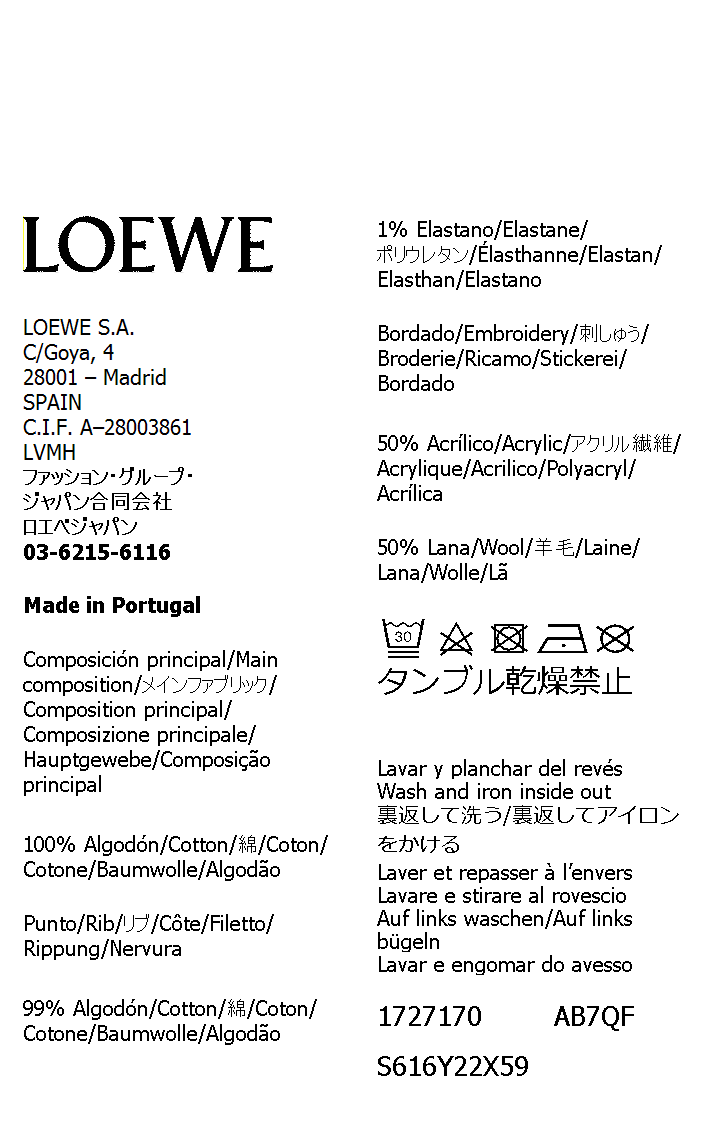 LOEWE
LOEWE S.A.
C/Goya, 4
28001 – Madrid
SPAIN
C.I.F. A–28003861
LVMH
ファッション・グループ・
ジャパン合同会社
ロエベジャパン
03-6215-6116
Made in Portugal
Composición principal/Main
composition/メインファブリック/
Composition principal/
Composizione principale/
Hauptgewebe/Composição
principal
100% Algodón/Cotton/綿/Coton/
Cotone/Baumwolle/Algodão
Punto/Rib/リブ/Côte/Filetto/
Rippung/Nervura
99% Algodón/Cotton/綿/Coton/
Cotone/Baumwolle/Algodão
1% Elastano/Elastane/
ポリウレタン/Élasthanne/Elastan/
Elasthan/Elastano
Bordado/Embroidery/刺しゅう/
Broderie/Ricamo/Stickerei/
Bordado
50% Acrílico/Acrylic/アクリル繊維/
Acrylique/Acrilico/Polyacryl/
Acrílica
50% Lana/Wool/羊毛/Laine/
Lana/Wolle/Lã
30
タンブル乾燥禁止
Lavar y planchar del revés
Wash and iron inside out
裏返して洗う/裏返してアイロン
をかける
Laver et repasser à l'envers
Lavare e stirare al rovescio
Auf links waschen/Auf links
bügeln
Lavar e engomar do avesso
1727170 AB7QF
S616Y22X59